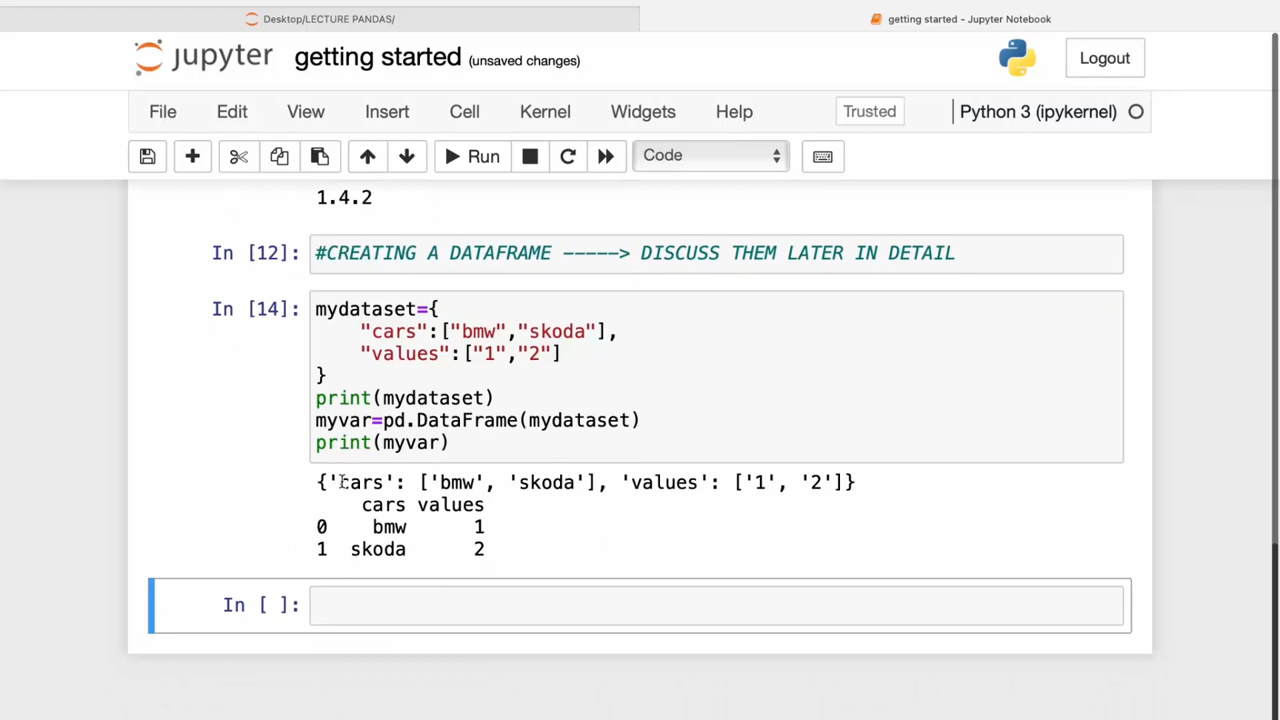 Desktop/LECTURE PANDAS/ getting started - Jupyter Notebook
jupyter getting started (unsaved changes) Logout
File Edit View Insert Cell Kernel Widgets Help Trusted Python 3 (ipykernel)
Run Code
1.4.2
In [12]: #CREATING A DATAFRAME -----> DISCUSS THEM LATER IN DETAIL
In [14]: mydataset={
"cars":["bmw","skoda"],
"values":["1","2"]
}
print(mydataset)
myvar=pd.DataFrame(mydataset)
print(myvar)
{'cars': ['bmw', 'skoda'], 'values': ['1', '2']}
cars values
0 bmw 1
1 skoda 2
In [ ]: